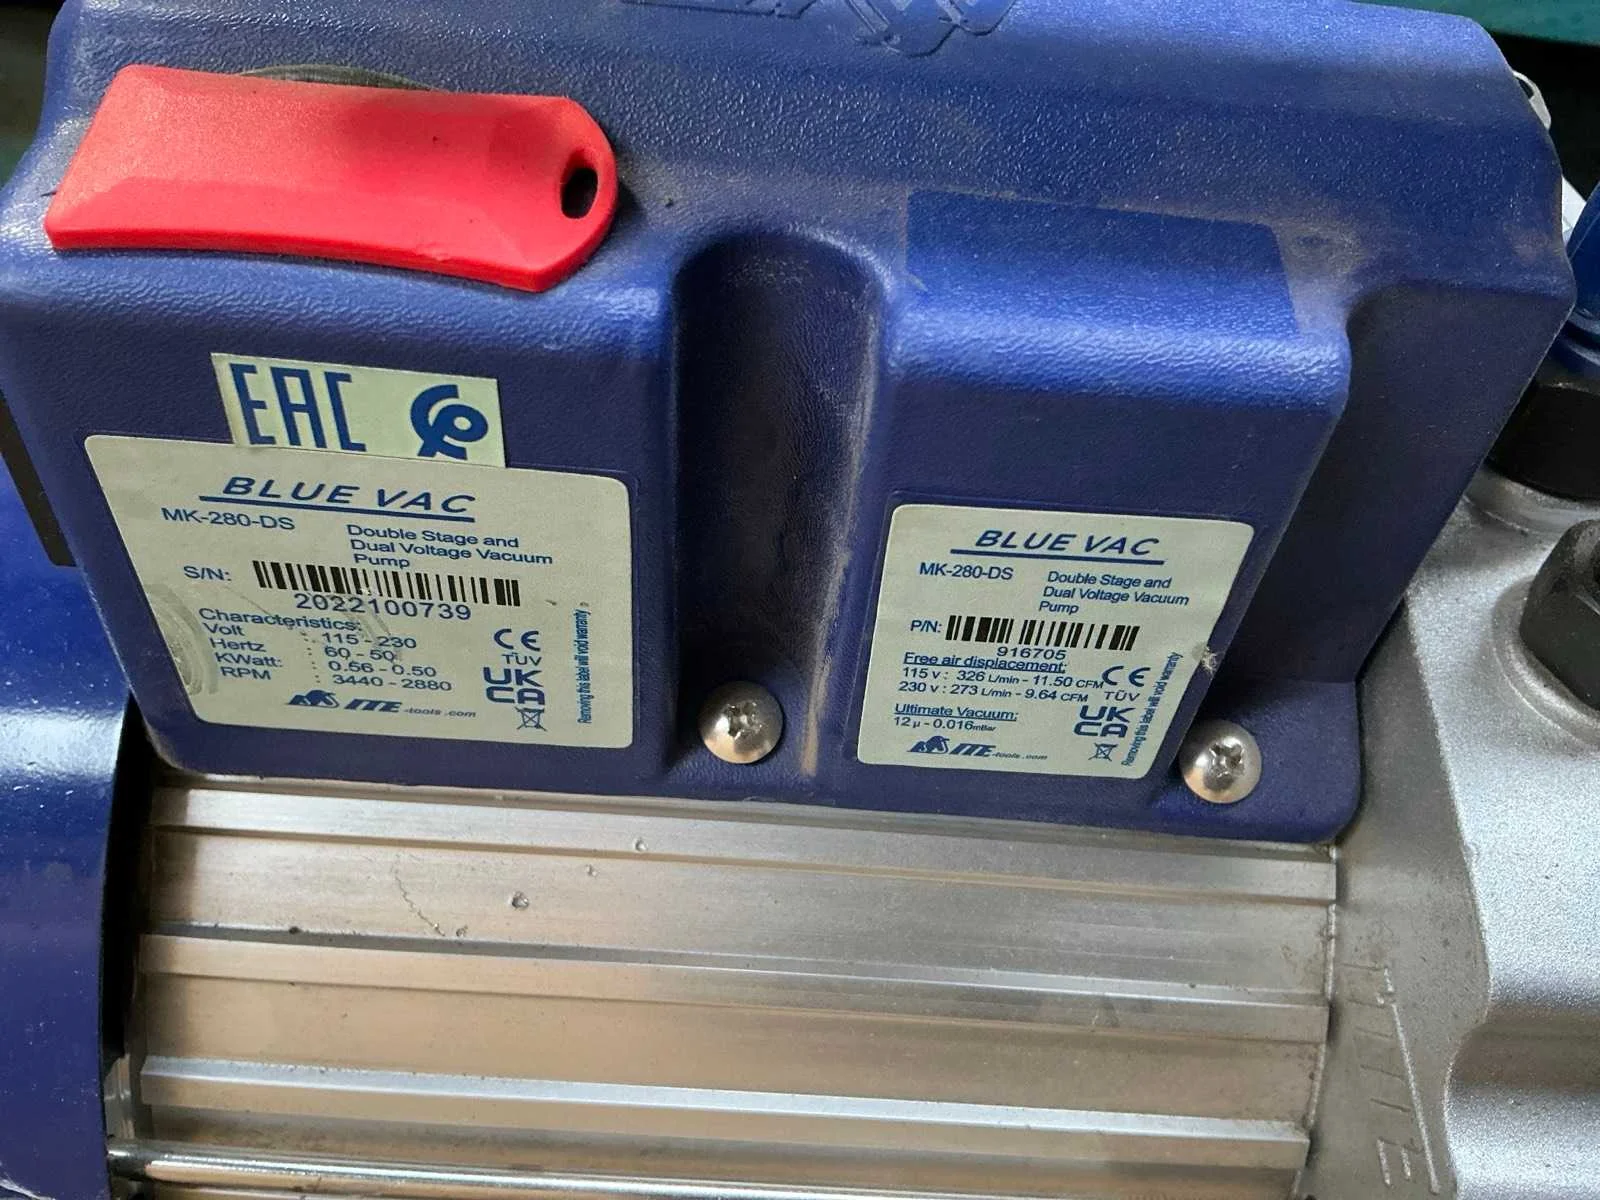 EAC
BLUE VAC
MK-280-DS
Double Stage and
Dual Voltage Vacuum
Pump
S/N:
2022100739
Characteristics:
Volt : 115 - 230
Hertz : 60 - 50
KWatt: : 0.56 - 0.50
RPM : 3440 - 2880
CE
TÜV
UK
CA
ITE -tools .com
Removing this label will void warranty
BLUE VAC
MK-280-DS
Double Stage and
Dual Voltage Vacuum
Pump
P/N:
916705
Free air displacement:
115 v : 326 L/min - 11.50 CFM
230 v : 273 L/min - 9.64 CFM
Ultimate Vacuum:
12 µ - 0.016mBar
CE
TÜV
UK
CA
ITE -tools .com
Removing this label will void warranty